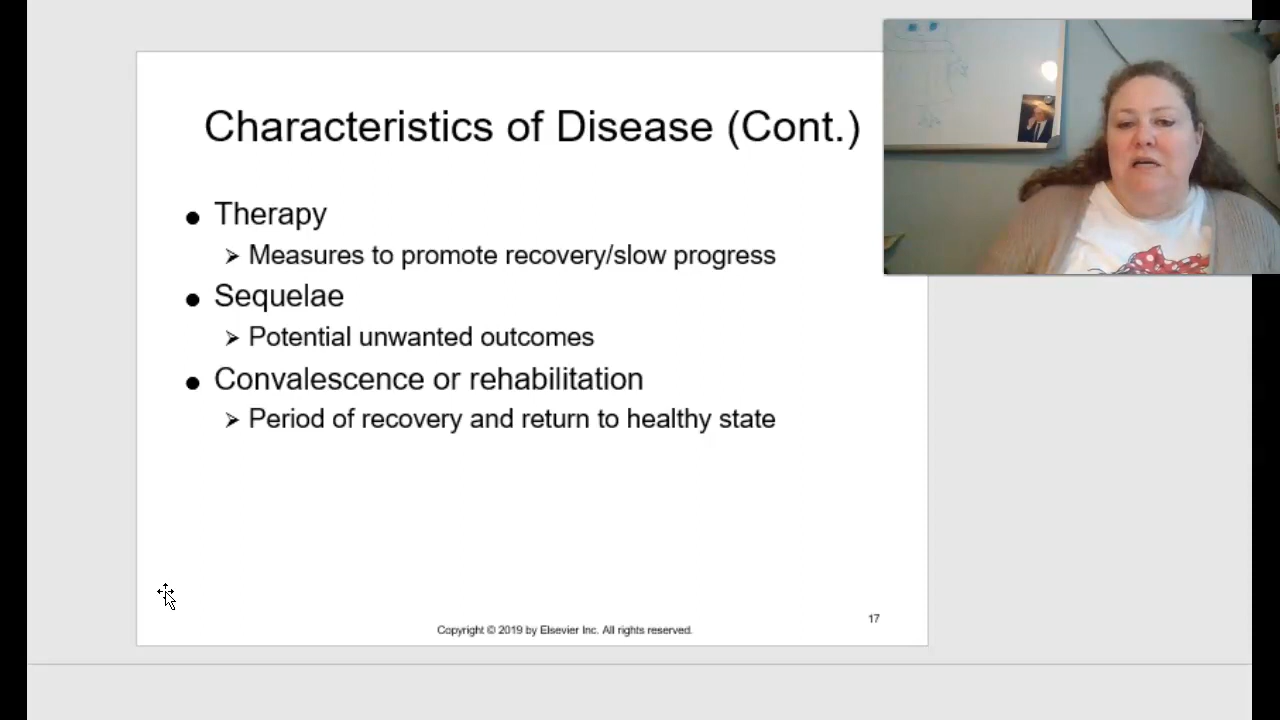 Characteristics of Disease (Cont.)
● Therapy
➢ Measures to promote recovery/slow progress
● Sequelae
➢ Potential unwanted outcomes
● Convalescence or rehabilitation
➢ Period of recovery and return to healthy state
17
Copyright © 2019 by Elsevier Inc. All rights reserved.